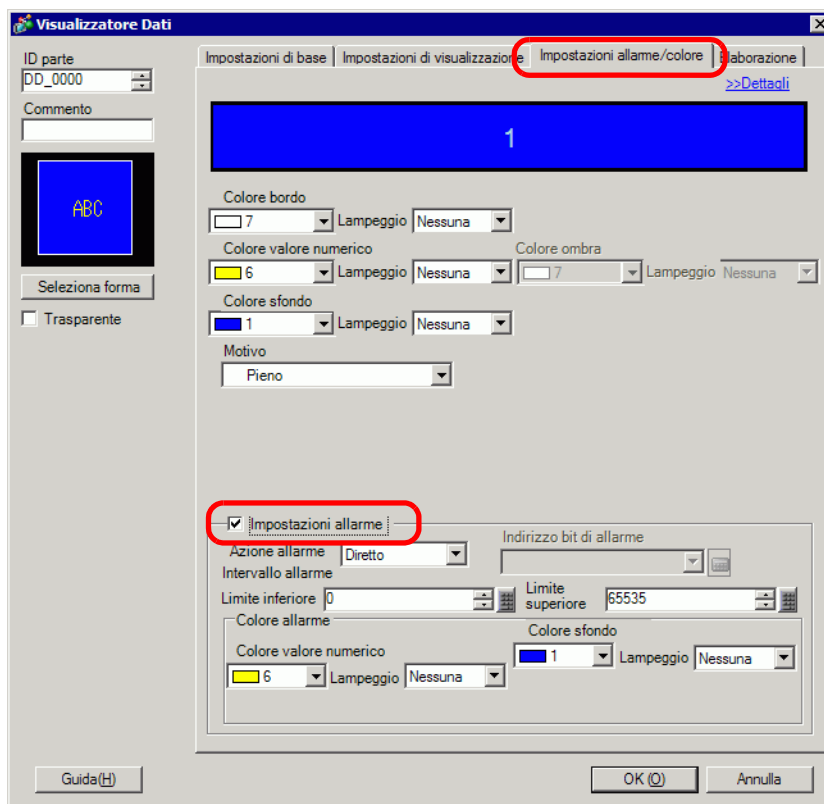 Visualizzatore Dati
ID parte
DD_0000
Commento
ABC
Seleziona forma
Trasparente
Impostazioni di base Impostazioni di visualizzazione Impostazioni allarme/colore Elaborazione
>>Dettagli
1
Colore bordo
7 Lampeggio Nessuna
Colore valore numerico Colore ombra
6 Lampeggio Nessuna 7 Lampeggio Nessuna
Colore sfondo
1 Lampeggio Nessuna
Motivo
Pieno
Impostazioni allarme
Azione allarme Diretto Indirizzo bit di allarme
Intervallo allarme
Limite inferiore 0 Limite superiore 65535
Colore allarme
Colore valore numerico Colore sfondo
6 Lampeggio Nessuna 1 Lampeggio Nessuna
Guida(H) OK (O) Annulla